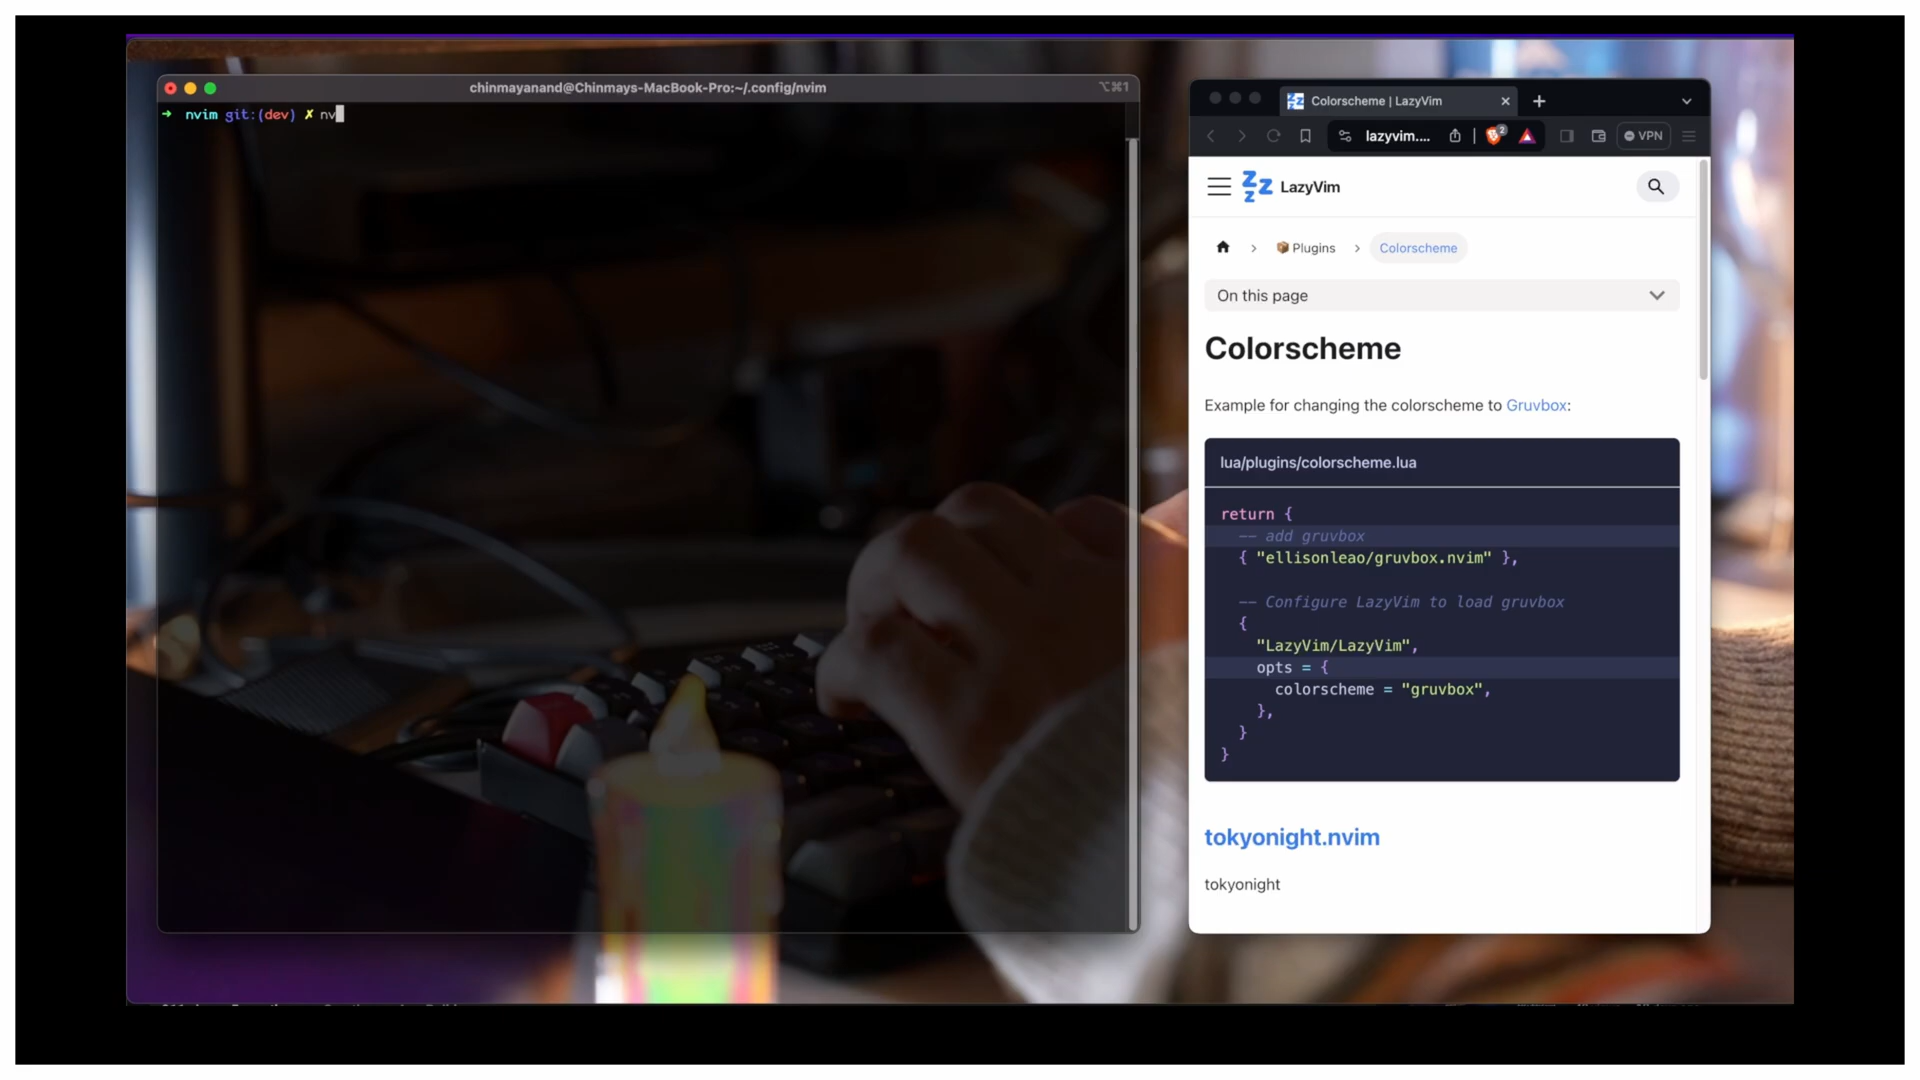 chinmayanand@Chinmays-MacBook-Pro:~/.config/nvim
⌥⌘1
➜ nvim git:(dev) ✗ nv
Colorscheme | LazyVim
lazyvim....
2
VPN
LazyVim
Plugins
Colorscheme
On this page
Colorscheme
Example for changing the colorscheme to Gruvbox:
lua/plugins/colorscheme.lua
return {
-- add gruvbox
{ "ellisonleao/gruvbox.nvim" },
-- Configure LazyVim to load gruvbox
{
"LazyVim/LazyVim",
opts = {
colorscheme = "gruvbox",
},
}
}
tokyonight.nvim
tokyonight